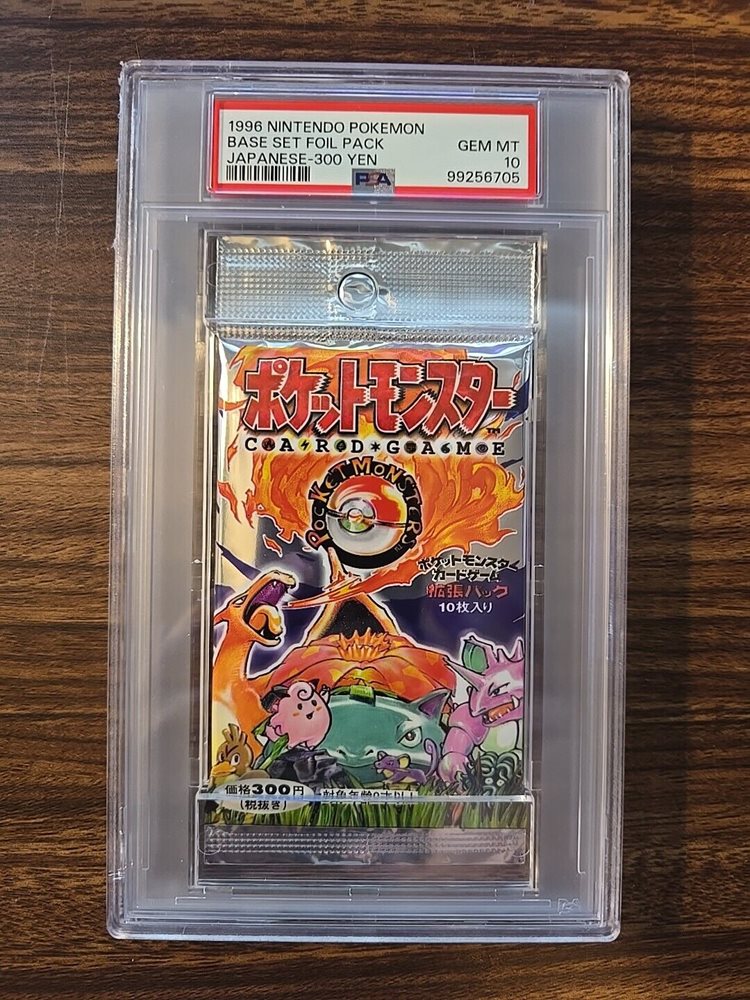 1996 NINTENDO POKEMON
BASE SET FOIL PACK GEM MT
JAPANESE-300 YEN 10
PSA 99256705
ポケットモンスター
TM
CARD GAME
POCKET MONSTERS
ポケットモンスター
カードゲーム
拡張パック
10枚入り
価格300円
(税抜き)